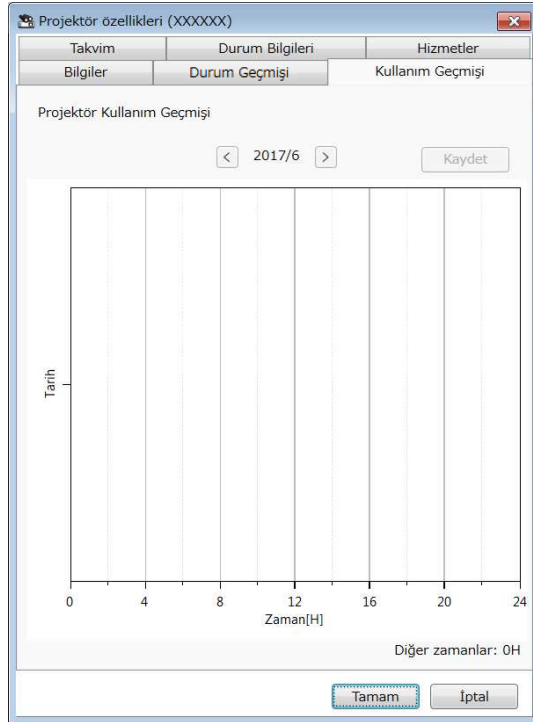 Projektör özellikleri (XXXXXX)
Takvim Durum Bilgileri Hizmetler
Bilgiler Durum Geçmişi Kullanım Geçmişi
Projektör Kullanım Geçmişi
< 2017/6 > Kaydet
Tarih
0 4 8 12 16 20 24
Zaman[H]
Diğer zamanlar: 0H
Tamam İptal